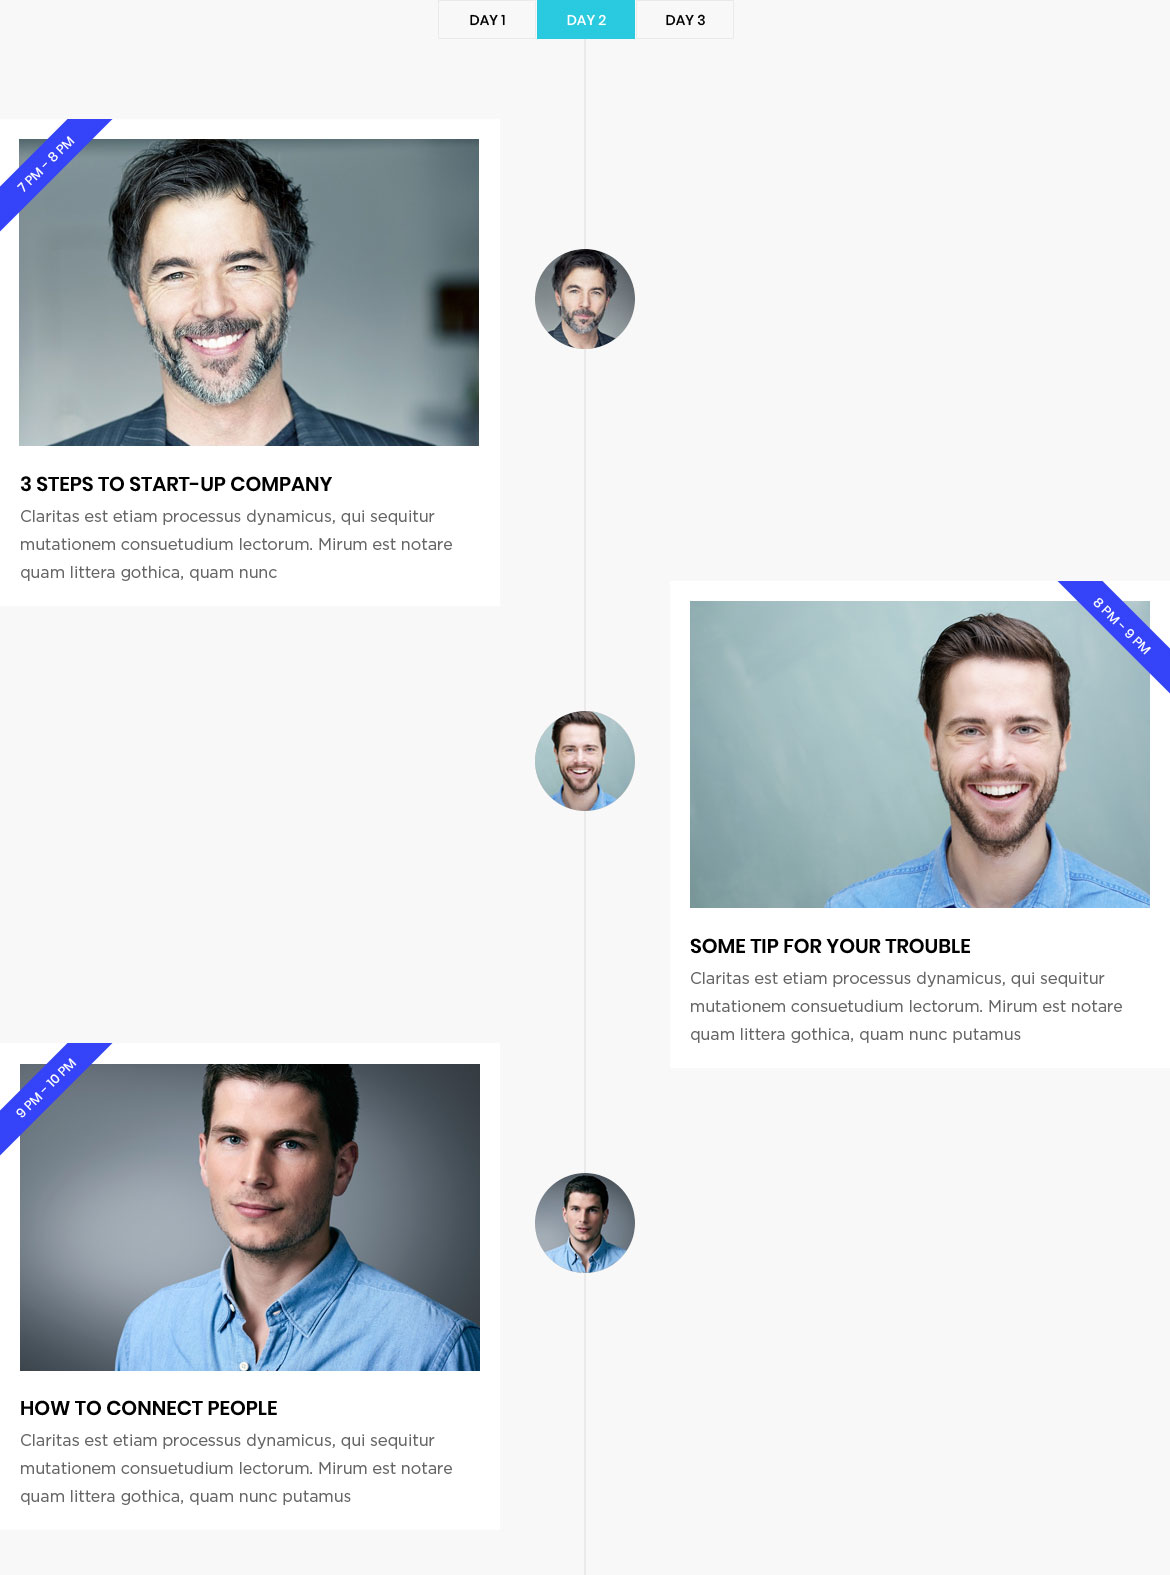 DAY 1
DAY 2
DAY 3
7 PM - 8 PM
3 STEPS TO START-UP COMPANY
Claritas est etiam processus dynamicus, qui sequitur
mutationem consuetudium lectorum. Mirum est notare
quam littera gothica, quam nunc
8 PM - 9 PM
SOME TIP FOR YOUR TROUBLE
Claritas est etiam processus dynamicus, qui sequitur
mutationem consuetudium lectorum. Mirum est notare
quam littera gothica, quam nunc putamus
9 PM - 10 PM
HOW TO CONNECT PEOPLE
Claritas est etiam processus dynamicus, qui sequitur
mutationem consuetudium lectorum. Mirum est notare
quam littera gothica, quam nunc putamus